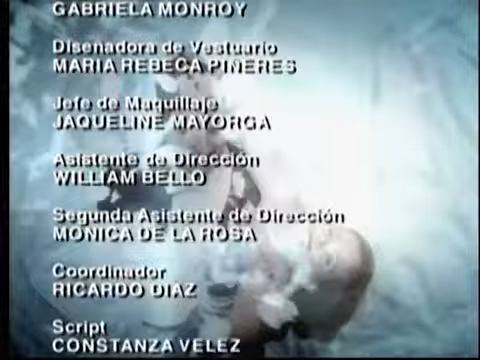 GABRIELA MONROY
Disenadora de Vestuario
MARIA REBECA PIÑERES
Jefe de Maquillaje
JAQUELINE MAYORGA
Asistente de Dirección
WILLIAM BELLO
Segunda Asistente de Dirección
MONICA DE LA ROSA
Coordinador
RICARDO DIAZ
Script
CONSTANZA VELEZ